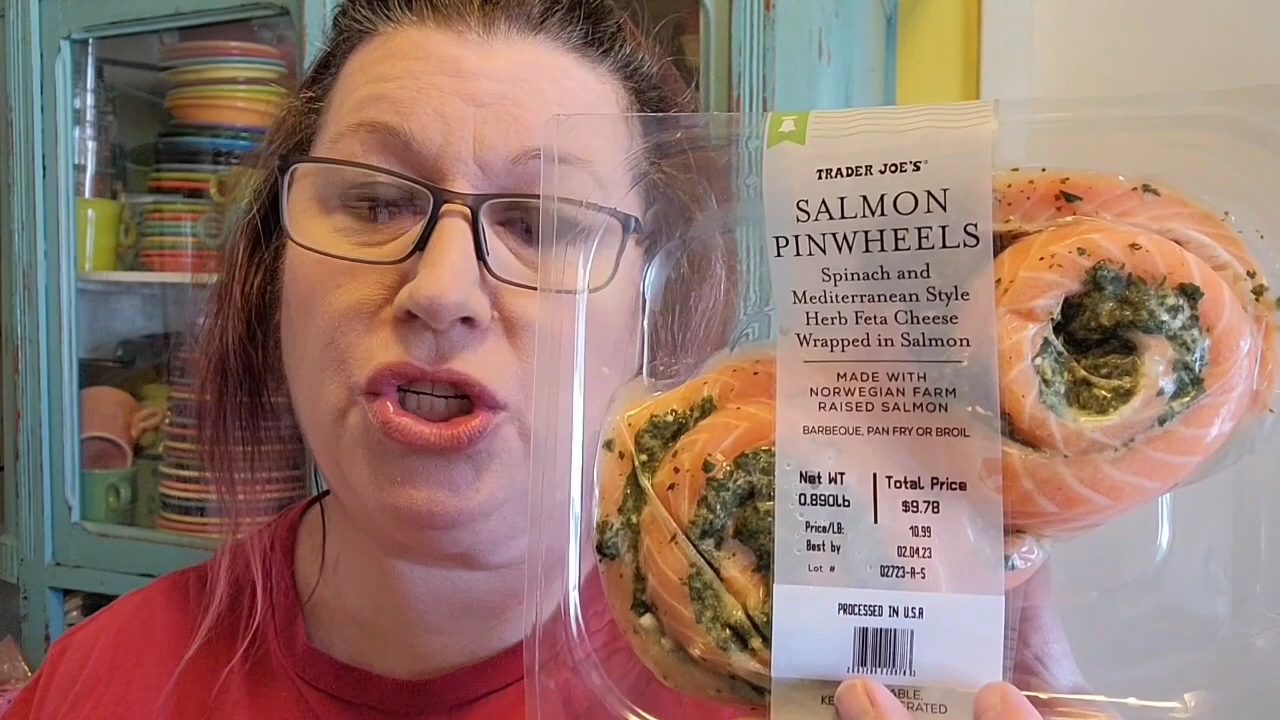 TRADER JOE'S®
SALMON
PINWHEELS
Spinach and
Mediterranean Style
Herb Feta Cheese
Wrapped in Salmon
MADE WITH
NORWEGIAN FARM
RAISED SALMON
BARBEQUE, PAN FRY OR BROIL
Net WT 0.890Lb
Total Price $9.78
Price/LB: 10.99
Best by 02.04.23
Lot # 02723-A-S
PROCESSED IN U.S.A